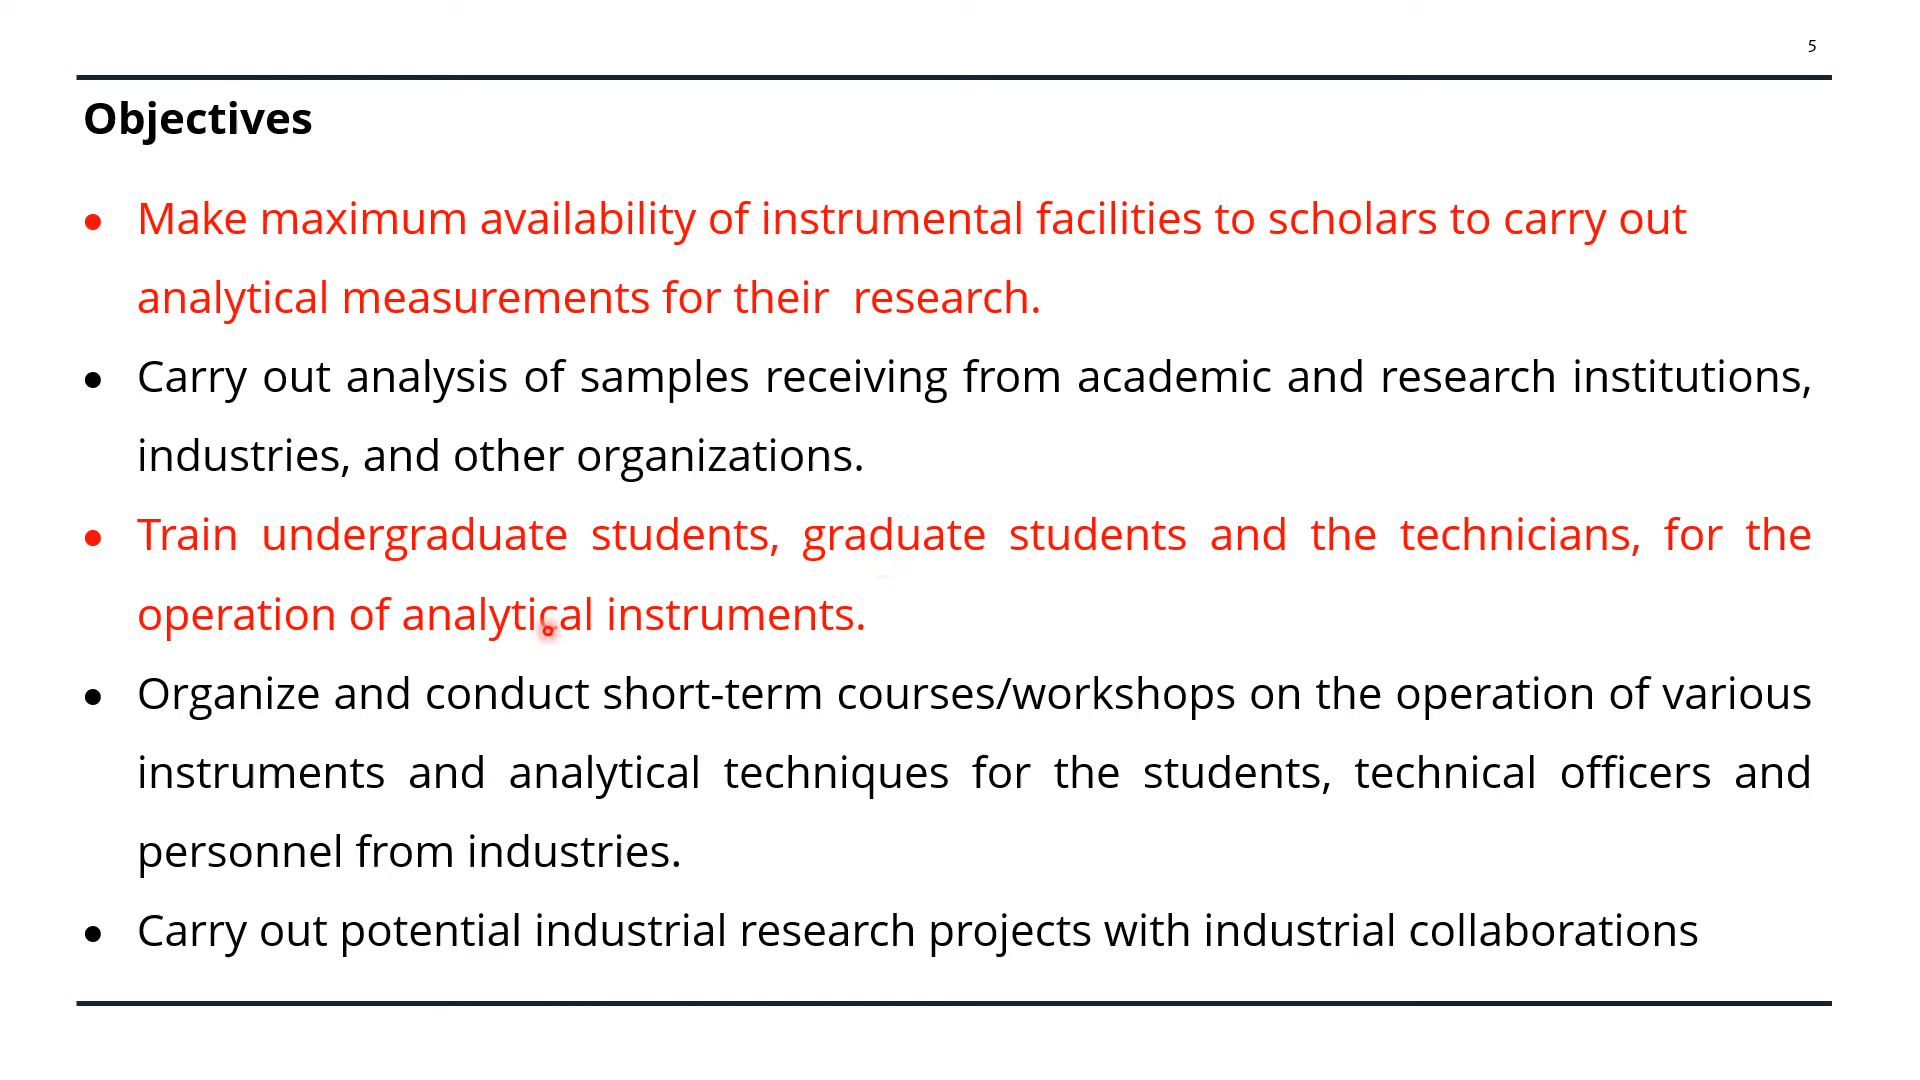 5
Objectives
• Make maximum availability of instrumental facilities to scholars to carry out
analytical measurements for their  research.
• Carry out analysis of samples receiving from academic and research institutions,
industries, and other organizations.
• Train undergraduate students, graduate students and the technicians, for the
operation of analytical instruments.
• Organize and conduct short-term courses/workshops on the operation of various
instruments and analytical techniques for the students, technical officers and
personnel from industries.
• Carry out potential industrial research projects with industrial collaborations